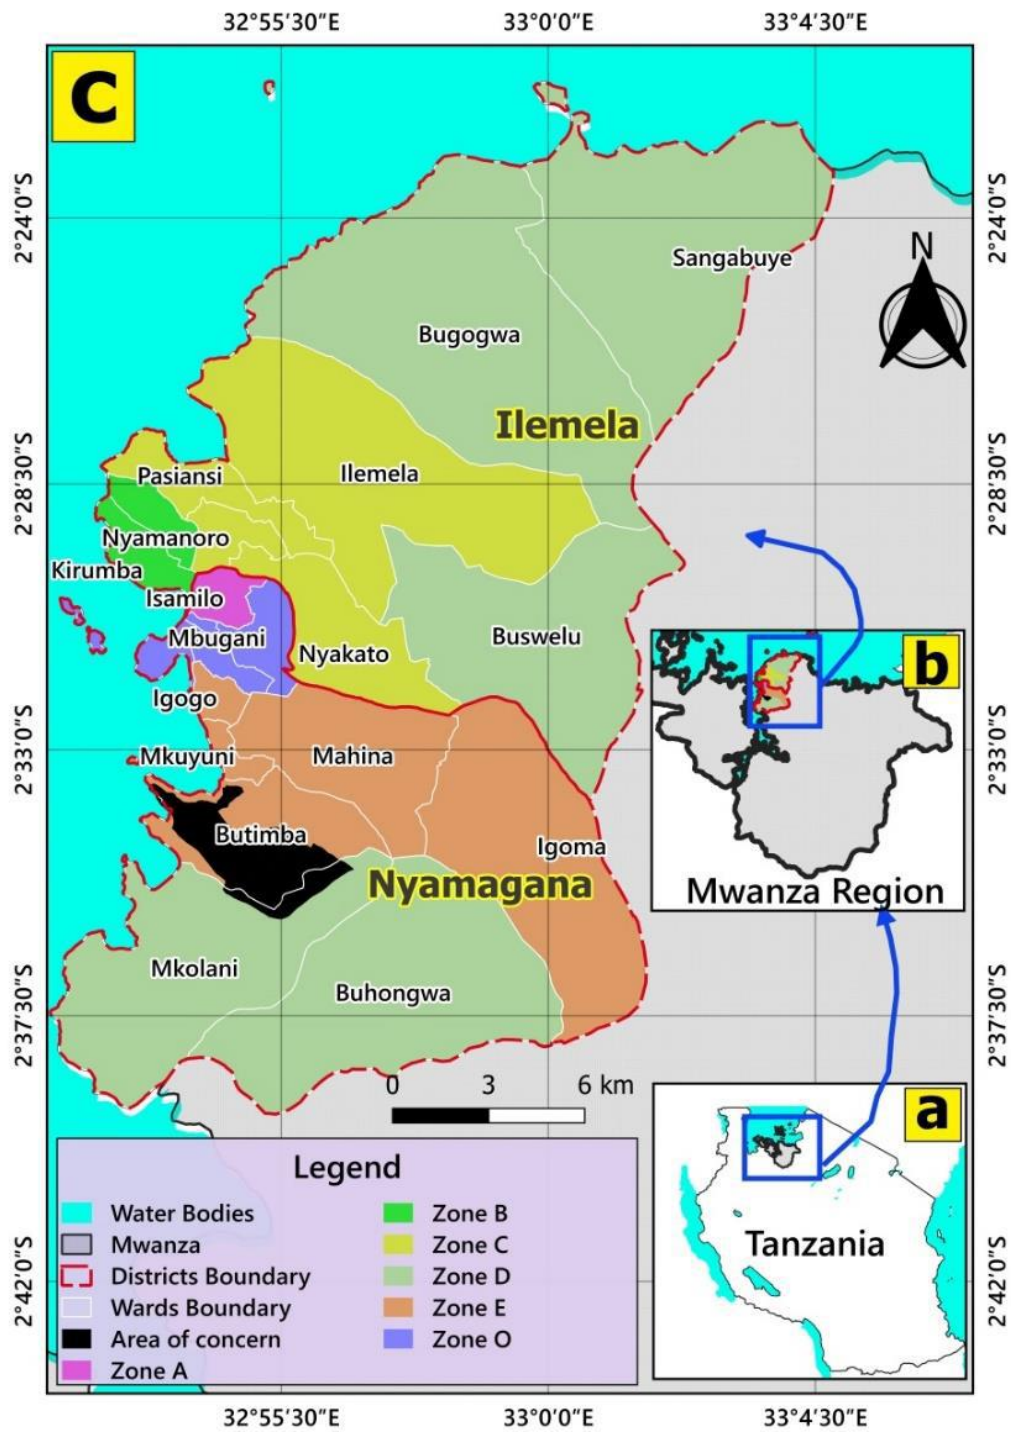 32°55'30"E 33°0'0"E 33°4'30"E
c
2°24'0"S
2°24'0"S
N
Sangabuye
Bugogwa
Ilemela
2°28'30"S
2°28'30"S
Pasiansi
Ilemela
Nyamanoro
Kirumba
Isamilo
Mbugani
Nyakato
Buswelu
b
Igogo
Mkuyuni
Mahina
2°33'0"S
2°33'0"S
Butimba
Igoma
Nyamagana
Mwanza Region
Mkolani
Buhongwa
2°37'30"S
2°37'30"S
0 3 6 km
a
Tanzania
Legend
Water Bodies
Mwanza
Districts Boundary
Wards Boundary
Area of concern
Zone A
Zone B
Zone C
Zone D
Zone E
Zone O
2°42'0"S
2°42'0"S
32°55'30"E 33°0'0"E 33°4'30"E